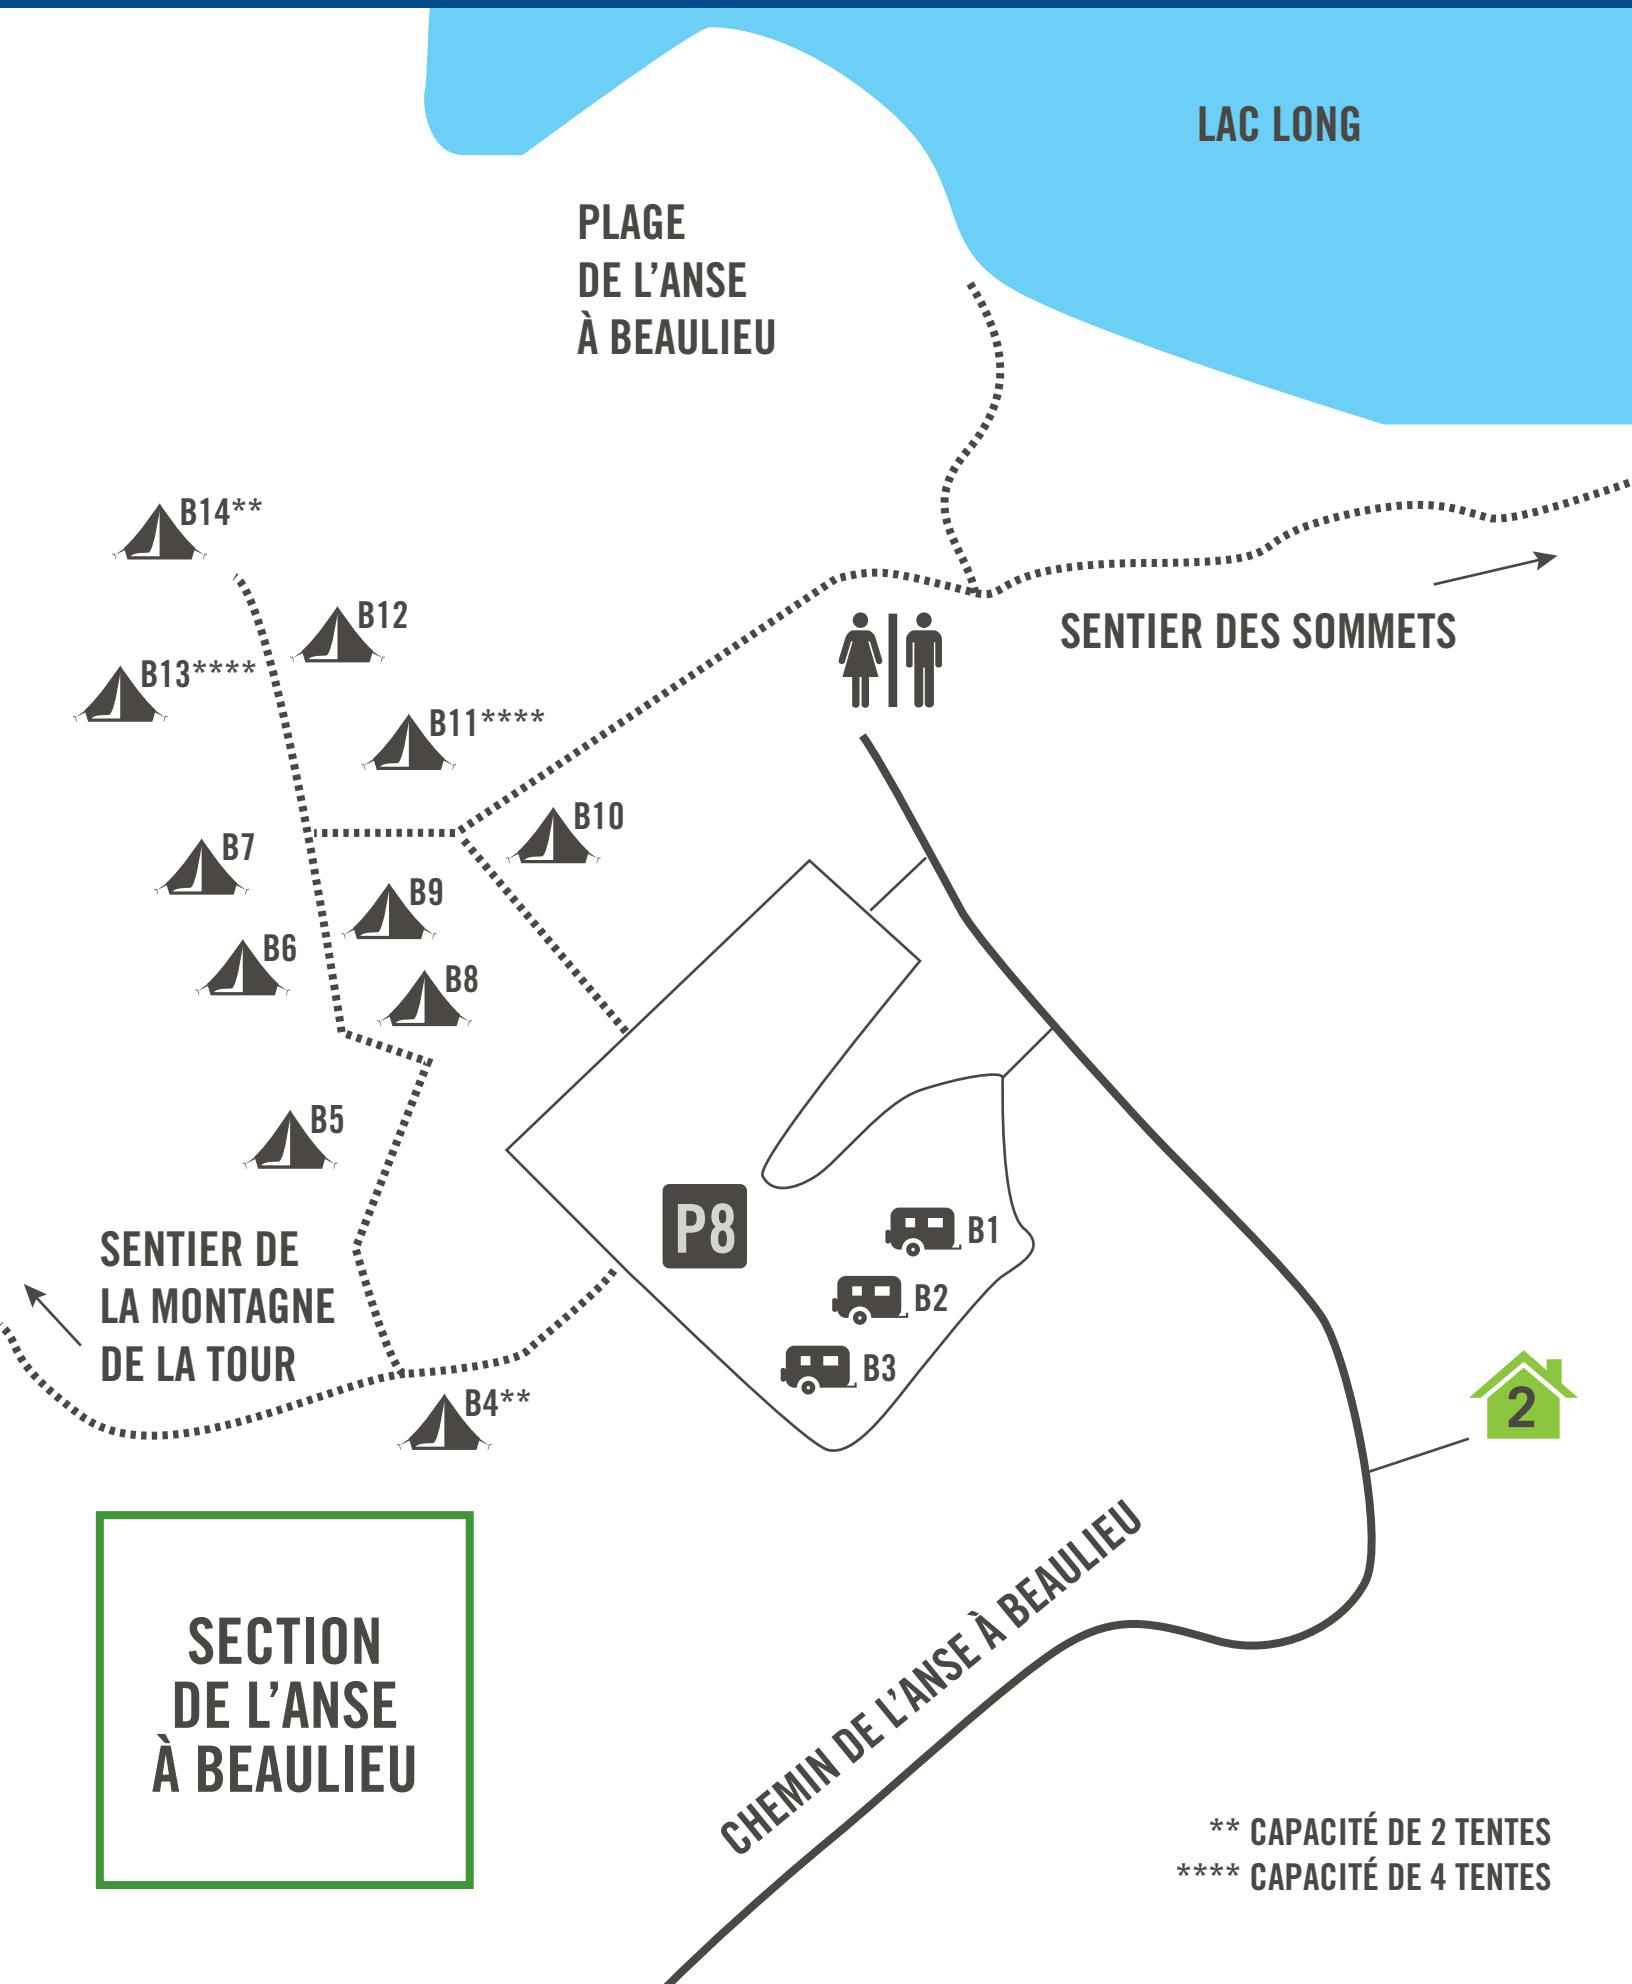 LAC LONG
PLAGE
DE L'ANSE
À BEAULIEU
B14**
B12
SENTIER DES SOMMETS
B13****
B11****
B10
B7
B9
B6
B8
B5
P8
B1
SENTIER DE
LA MONTAGNE
DE LA TOUR
B2
B3
B4**
2
CHEMIN DE L'ANSE À BEAULIEU
SECTION
DE L'ANSE
À BEAULIEU
** CAPACITÉ DE 2 TENTES
**** CAPACITÉ DE 4 TENTES